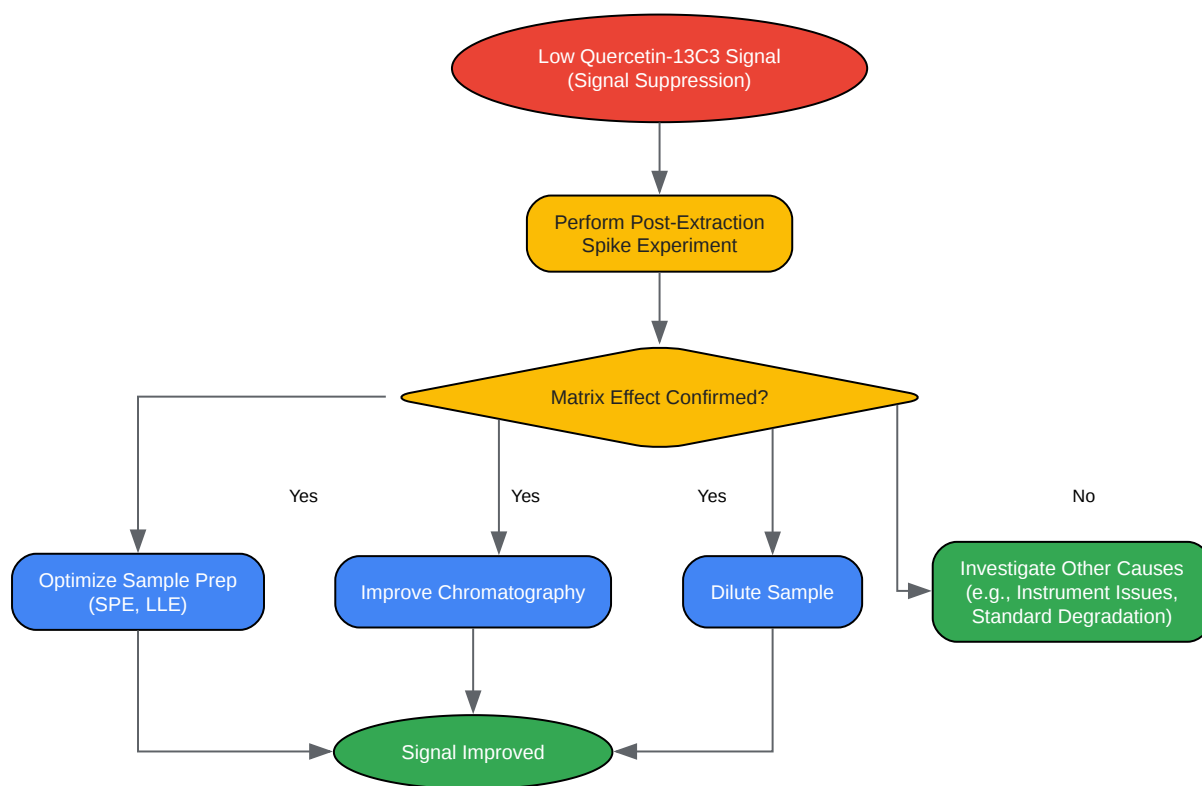 Low Quercetin-13C3 Signal
(Signal Suppression)
Perform Post-Extraction
Spike Experiment
Matrix Effect Confirmed?
Yes
Yes
Yes
No
Optimize Sample Prep
(SPE, LLE)
Improve Chromatography
Dilute Sample
Investigate Other Causes
(e.g., Instrument Issues,
Standard Degradation)
Signal Improved